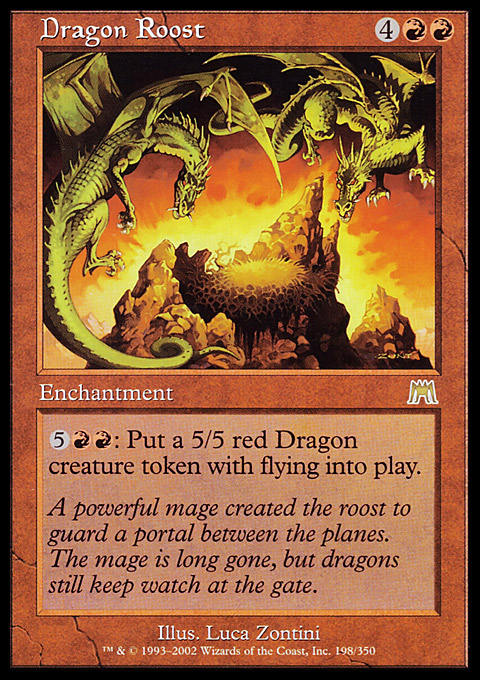 Dragon Roost 4
Enchantment
5: Put a 5/5 red Dragon
creature token with flying into play.
A powerful mage created the roost to
guard a portal between the planes.
The mage is long gone, but dragons
still keep watch at the gate.
Illus. Luca Zontini
™ & © 1993–2002 Wizards of the Coast, Inc. 198/350